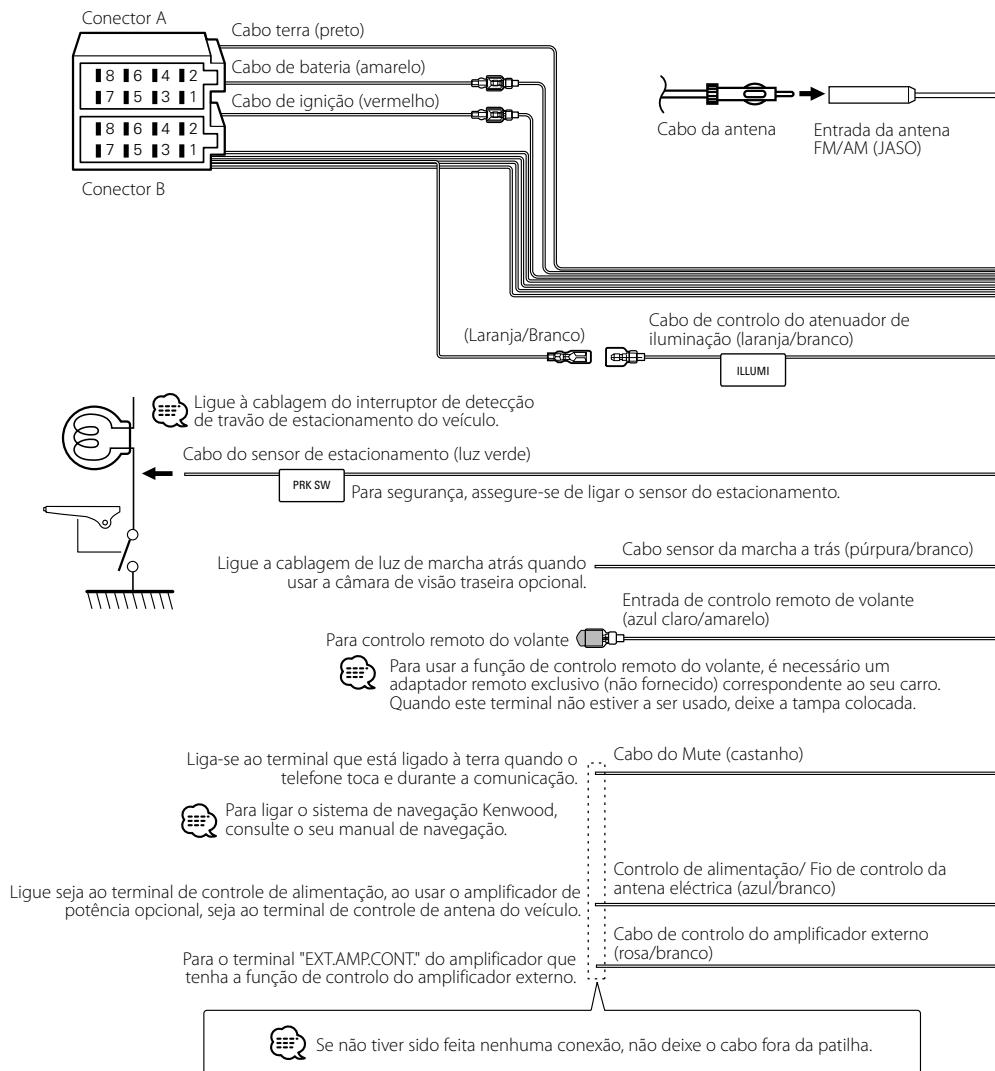 Conector A
Cabo terra (preto)
Cabo de bateria (amarelo)
Cabo de ignição (vermelho)
8 6 4 2
7 5 3 1
8 6 4 2
7 5 3 1
Conector B
Cabo da antena
Entrada da antena
FM/AM (JASO)
(Laranja/Branco)
Cabo de controlo do atenuador de
iluminação (laranja/branco)
ILLUMI
Ligue à cablagem do interruptor de detecção
de travão de estacionamento do veículo.
Cabo do sensor de estacionamento (luz verde)
PRK SW
Para segurança, assegure-se de ligar o sensor do estacionamento.
Ligue a cablagem de luz de marcha atrás quando
usar a câmara de visão traseira opcional.
Cabo sensor da marcha a trás (púrpura/branco)
Entrada de controlo remoto de volante
(azul claro/amarelo)
Para controlo remoto do volante
Para usar a função de controlo remoto do volante, é necessário um
adaptador remoto exclusivo (não fornecido) correspondente ao seu carro.
Quando este terminal não estiver a ser usado, deixe a tampa colocada.
Liga-se ao terminal que está ligado à terra quando o
telefone toca e durante a comunicação.
Cabo do Mute (castanho)
Para ligar o sistema de navegação Kenwood,
consulte o seu manual de navegação.
Ligue seja ao terminal de controle de alimentação, ao usar o amplificador de
potência opcional, seja ao terminal de controle de antena do veículo.
Controlo de alimentação/ Fio de controlo da
antena eléctrica (azul/branco)
Para o terminal "EXT.AMP.CONT." do amplificador que
tenha a função de controlo do amplificador externo.
Cabo de controlo do amplificador externo
(rosa/branco)
Se não tiver sido feita nenhuma conexão, não deixe o cabo fora da patilha.